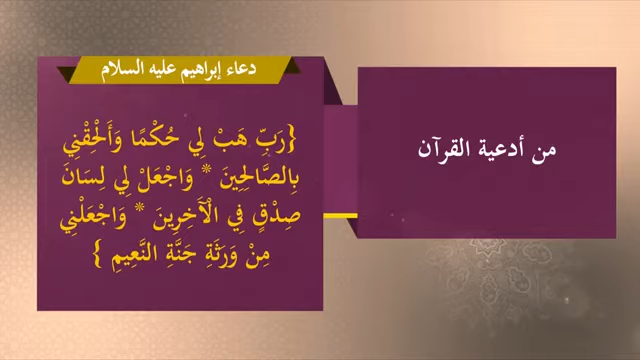 من أدعية القرآن
دعاء إبراهيم عليه السلام
{رَبِّ هَبْ لِي حُكْمًا وَأَلْحِقْنِي
بِالصَّالِحِينَ * وَاجْعَلْ لِي لِسَانَ
صِدْقٍ فِي الْآخِرِينَ * وَاجْعَلْنِي
مِنْ وَرَثَةِ جَنَّةِ النَّعِيمِ }